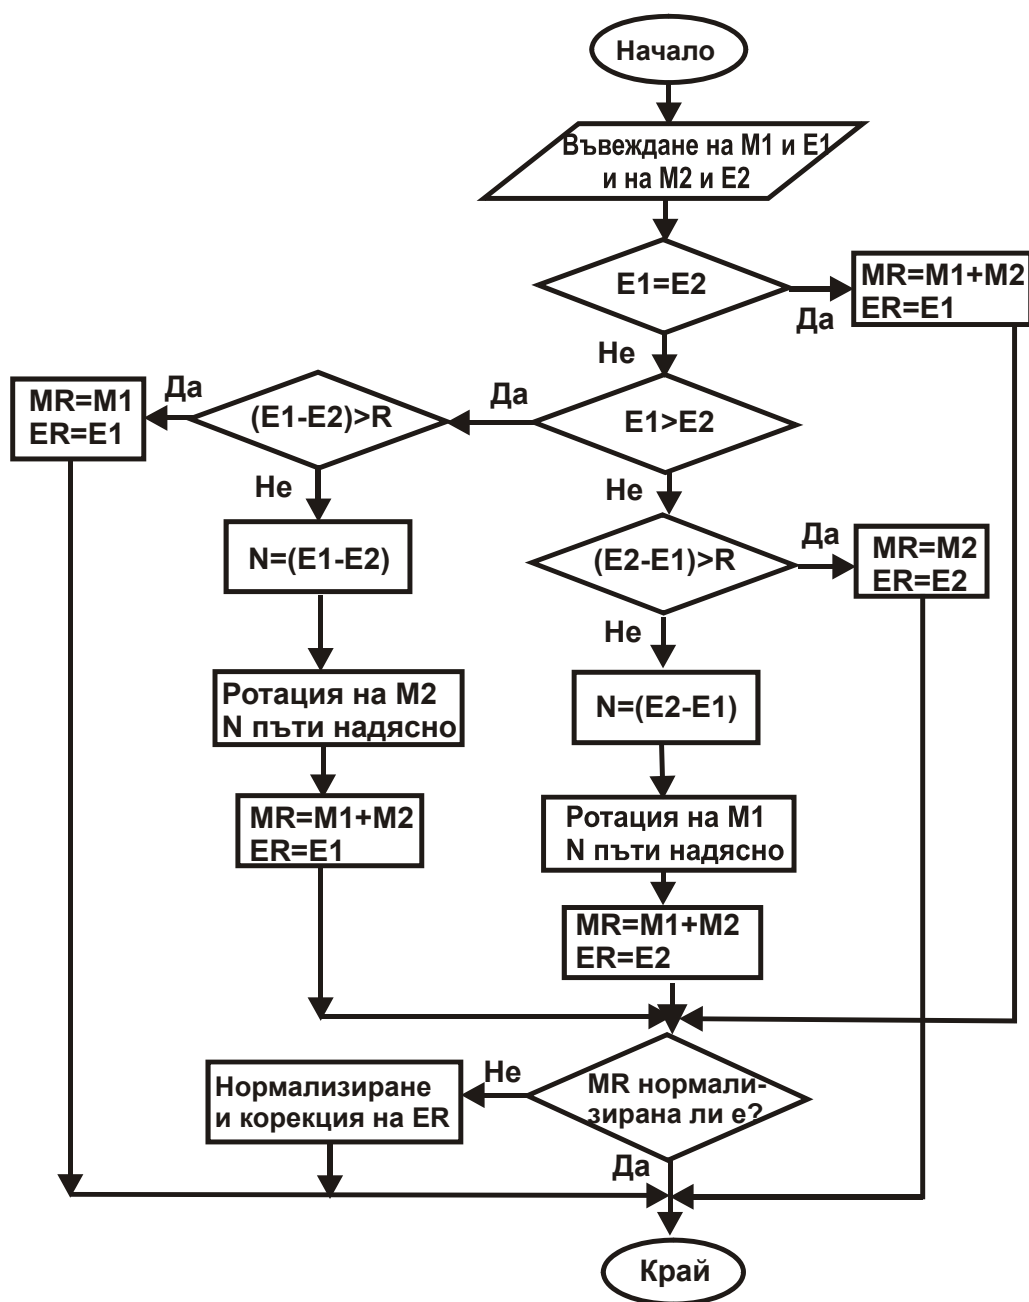 Начало
Въвеждане на М1 и Е1
и на М2 и Е2
E1=E2
Да
MR=M1+M2
ER=E1
Не
E1>E2
Да
(E1-E2)>R
Да
MR=M1
ER=E1
Не
N=(E1-E2)
Ротация на М2
N пъти надясно
MR=M1+M2
ER=E1
Не
(E2-E1)>R
Да
MR=M2
ER=E2
Не
N=(E2-E1)
Ротация на М1
N пъти надясно
MR=M1+M2
ER=E2
MR нормали-
зирана ли е?
Не
Нормализиране
и корекция на ER
Да
Край